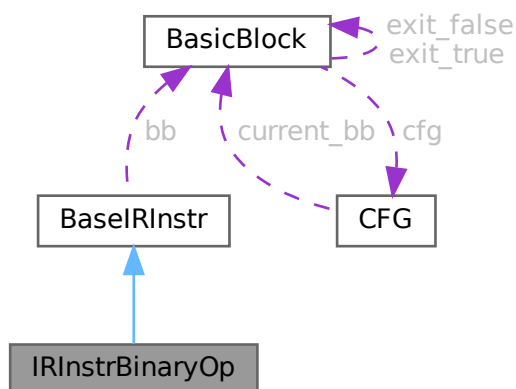 BasicBlock
exit_false
exit_true
bb
current_bb
cfg
BaseIRInstr
CFG
IRInstrBinaryOp